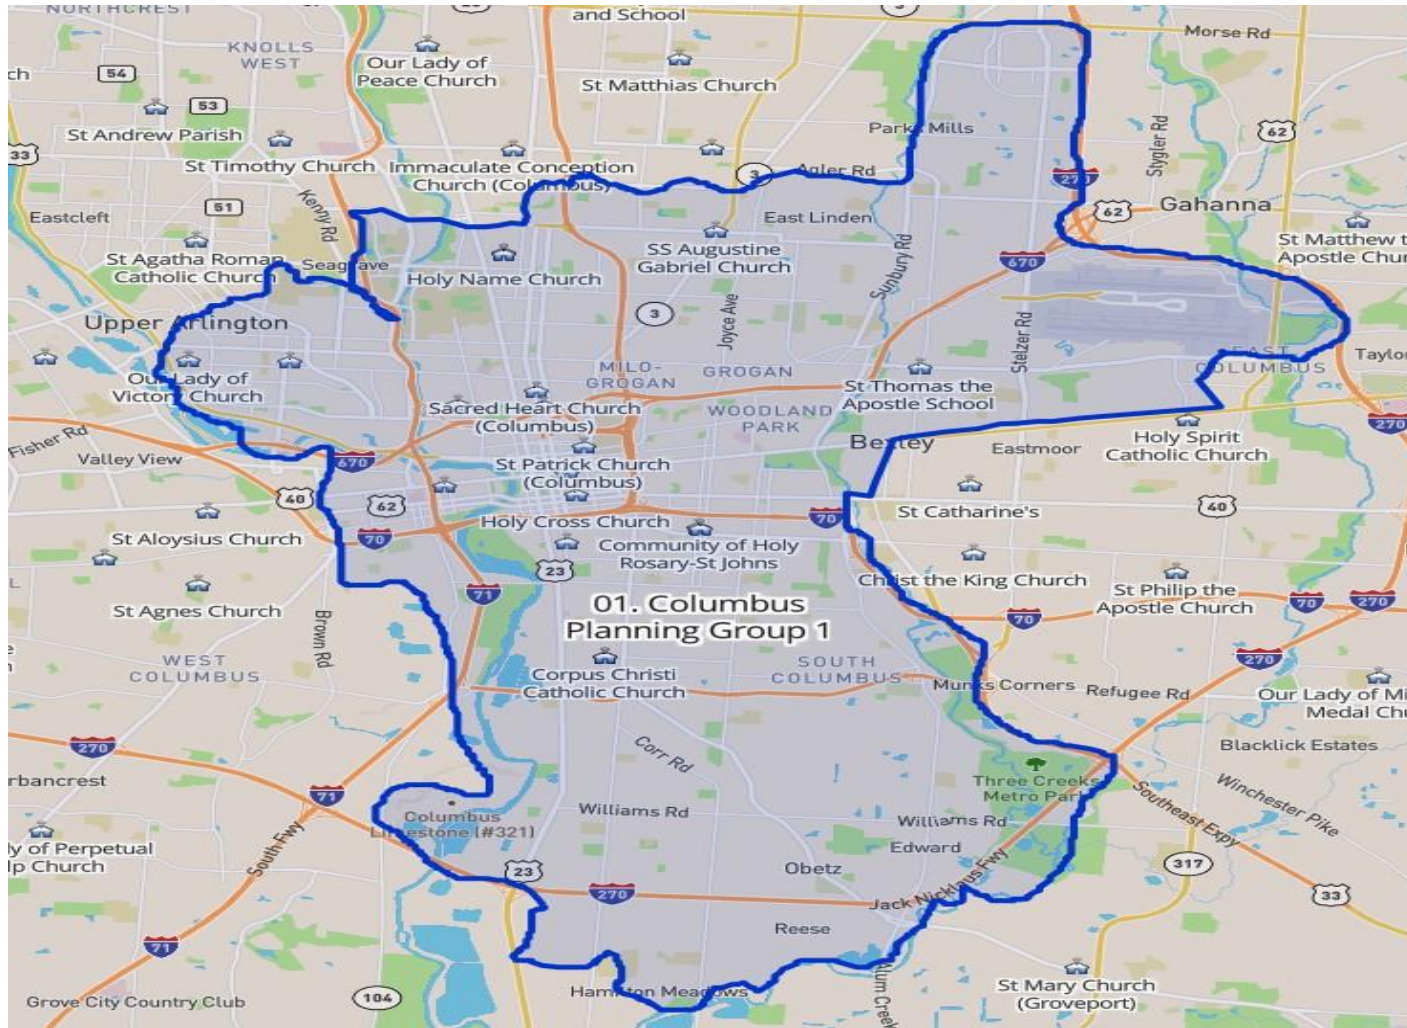 NORTHCREST
and School
3
Morse Rd
KNOLLS
WEST
Our Lady of
Peace Church
St Matthias Church
54
53
St Andrew Parish
33
St Timothy Church
Immaculate Conception
Church (Columbus)
Parks Mills
Agler Rd
3
62
Stygler Rd
270
51
Kenny Rd
Eastcleft
East Linden
62
Gahanna
St Agatha Roman
Catholic Church
Seagrave
Holy Name Church
SS Augustine
Gabriel Church
Sunbury Rd
670
St Matthew t
Apostle Chur
Upper Arlington
3
Joyce Ave
Stelzer Rd
Our Lady of
Victory Church
MILO-
GROGAN
GROGAN
St Thomas the
Apostle School
EAST
COLUMBUS
Taylo
Sacred Heart Church
(Columbus)
WOODLAND
PARK
Bexley
Eastmoor
Holy Spirit
Catholic Church
270
Fisher Rd
Valley View
670
St Patrick Church
(Columbus)
40
62
St Aloysius Church
70
Holy Cross Church
70
St Catharine's
40
23
Community of Holy
Rosary-St Johns
Christ the King Church
St Philip the
Apostle Church
St Agnes Church
71
70
70
270
Brown Rd
01. Columbus
Planning Group 1
WEST
COLUMBUS
Corpus Christi
Catholic Church
SOUTH
COLUMBUS
270
Munks Corners
Refugee Rd
Our Lady of Mi
Medal Chu
270
Corr Rd
Blacklick Estates
rbancrest
71
South Fwy
Columbus
Limestone (#321)
Williams Rd
Williams Rd
Three Creeks
Metro Park
Southeast Expy
Winchester Pike
ly of Perpetual
lp Church
23
Edward
Obetz
317
270
Jack Nicklaus Fwy
33
71
Reese
Grove City Country Club
104
Hamilton Meadows
Alum Creek
St Mary Church
(Groveport)